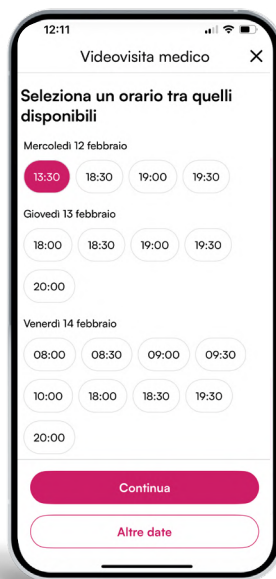 12:11
Videovisita medico
Seleziona un orario tra quelli
disponibili
Mercoledì 12 febbraio
13:30 18:30 19:00 19:30
Giovedì 13 febbraio
18:00 18:30 19:00 19:30
20:00
Venerdì 14 febbraio
08:00 08:30 09:00 09:30
10:00 18:00 18:30 19:30
20:00
Continua
Altre date